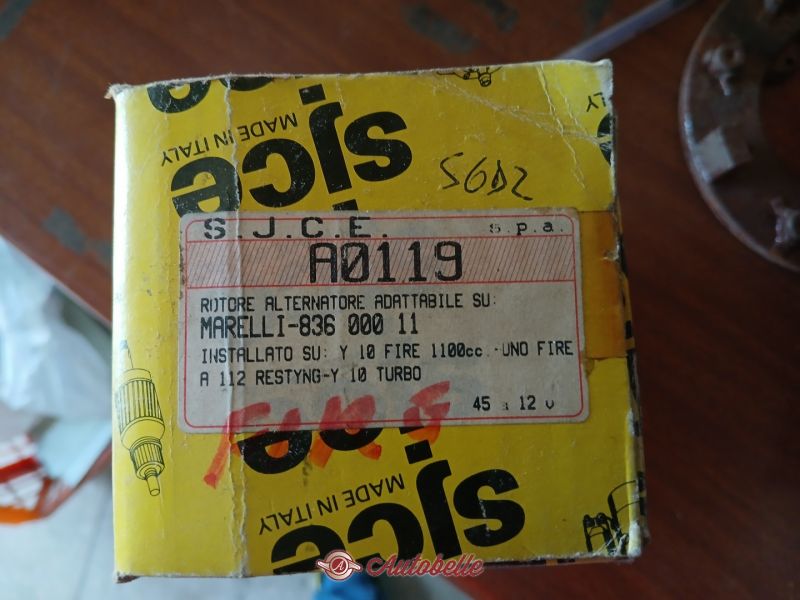 sjce
MADE IN ITALY
S6D2
S.J.C.E. s.p.a.
A0119
ROTORE ALTERNATORE ADATTABILE SU:
MARELLI-836 000 11
INSTALLATO SU: Y 10 FIRE 1100cc.-UNO FIRE
A 112 RESTYNG-Y 10 TURBO
45 a 12 v
sjce
MADE IN ITALY
Autobelle